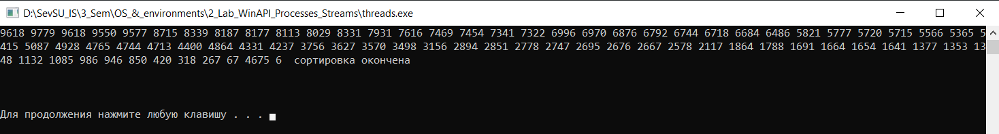 D:\SevSU_IS\3_Sem\OS_&_environments\2_Lab_WinAPI_Processes_Streams\threads.exe
9618 9779 9618 9550 9577 8715 8339 8187 8177 8113 8029 8331 7931 7616 7469 7454 7341 7322 6996 6970 6876 6792 6744 6718 6684 6486 5821 5777 5720 5715 5566 5365 5
415 5087 4928 4765 4744 4713 4400 4864 4331 4237 3756 3627 3570 3498 3156 2894 2851 2778 2747 2695 2676 2667 2578 2117 1864 1788 1691 1664 1654 1641 1377 1353 13
48 1132 1085 986 946 850 420 318 267 67 4675 6  сортировка окончена
Для продолжения нажмите любую клавишу . . .